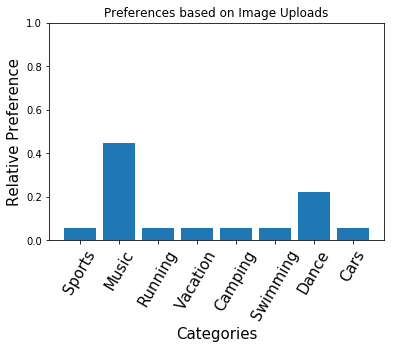 Preferences based on Image Uploads
1.0
0.8
0.6
0.4
0.2
0.0
Relative Preference
Sports
Music
Running
Vacation
Camping
Swimming
Dance
Cars
Categories